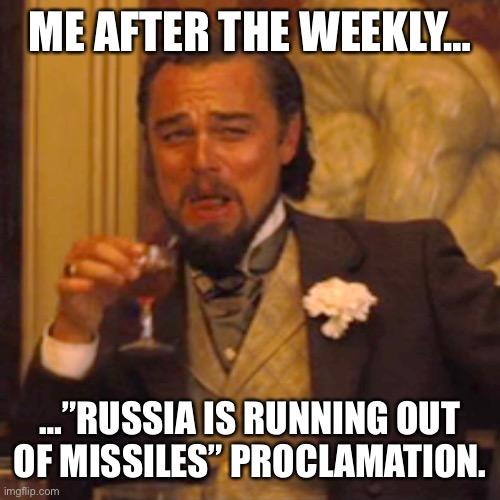 ME AFTER THE WEEKLY...
..."RUSSIA IS RUNNING OUT
OF MISSILES” PROCLAMATION.
imgflip.com